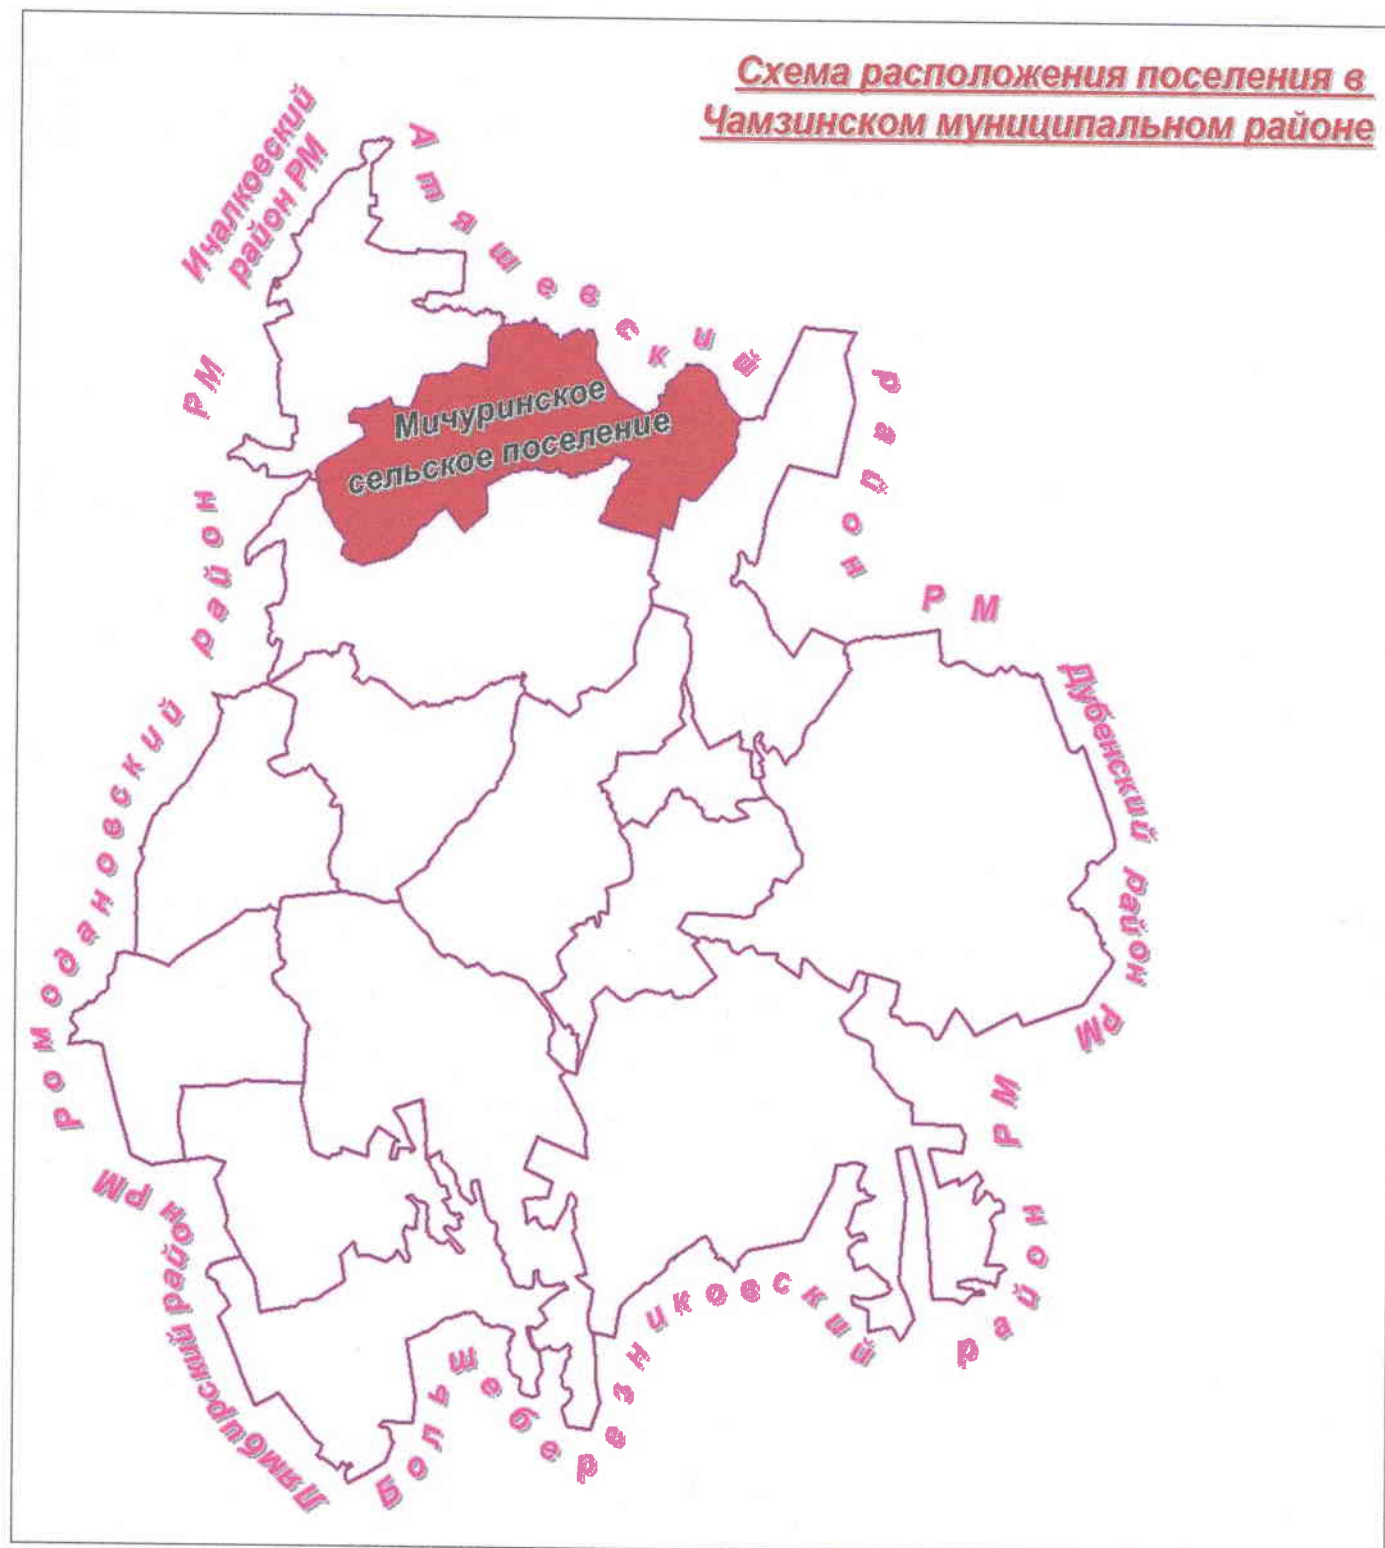 Схема расположения поселения в
Чамзинском муниципальном районе
Ичалковский
район РМ
Атяшевский район РМ
Мичуринское
сельское поселение
Ромодановский район РМ
Дубенский район РМ
Лямбирский район РМ
Большеберезниковский район РМ